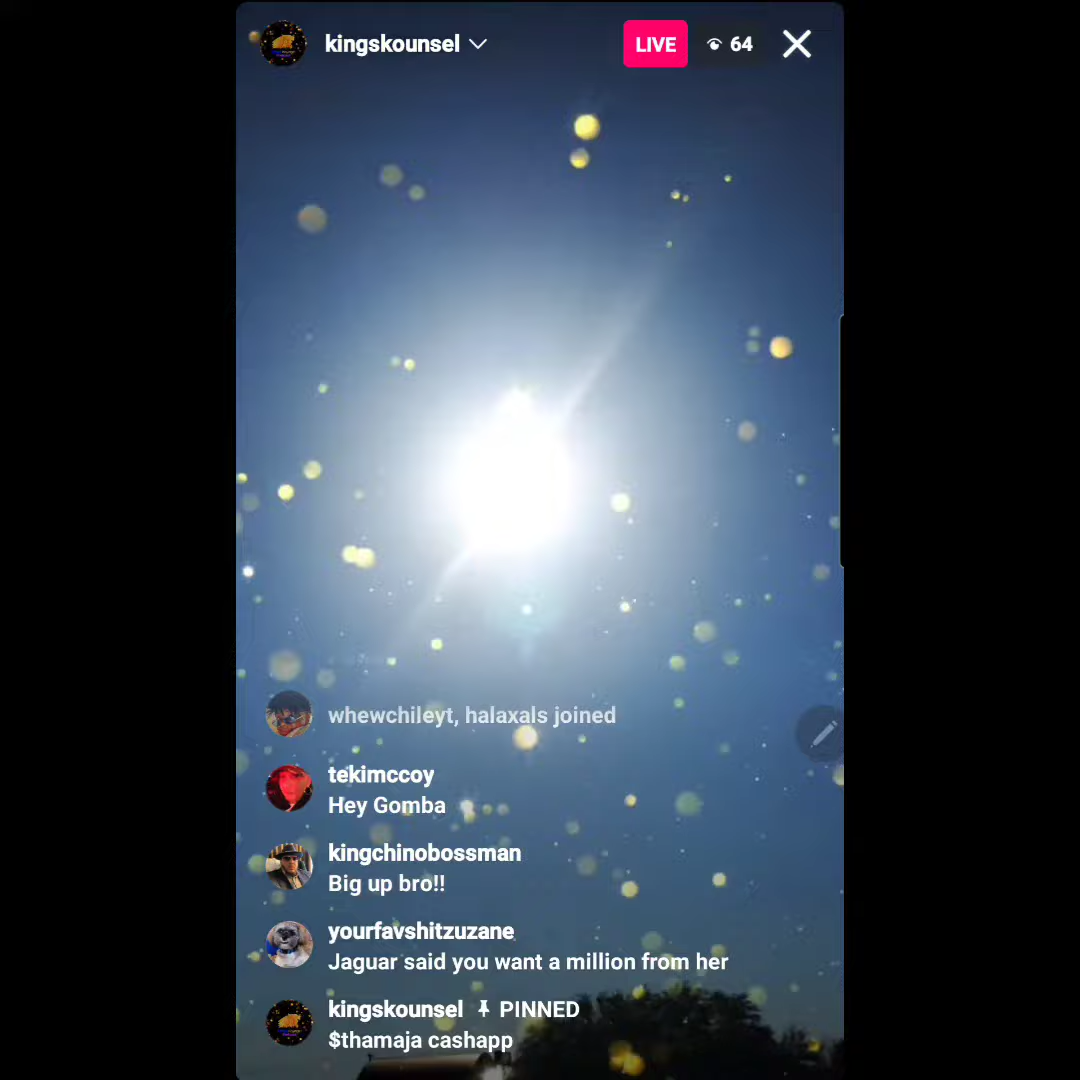 kingskounsel
LIVE
64
whewchileyt, halaxals joined
tekimccoy
Hey Gomba
kingchinobossman
Big up bro!!
yourfavshitzuzane
Jaguar said you want a million from her
kingskounsel PINNED
$thamaja cashapp